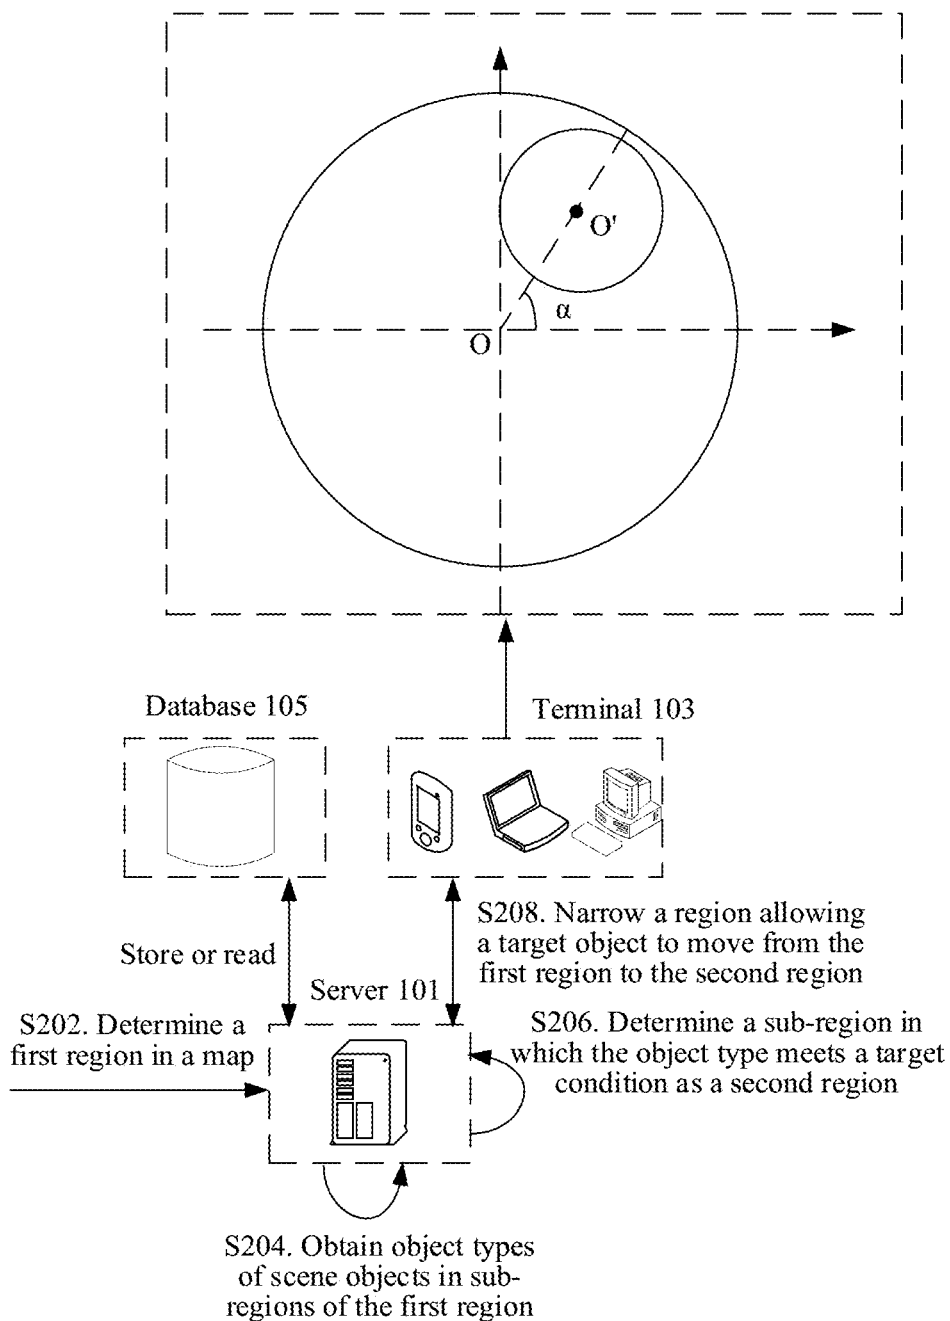 O'
α
O
Database 105
Terminal 103
S208. Narrow a region allowing
a target object to move from the
first region to the second region
Store or read
Server 101
S202. Determine a
first region in a map
S206. Determine a sub-region in
which the object type meets a target
condition as a second region
S204. Obtain object types
of scene objects in sub-
regions of the first region